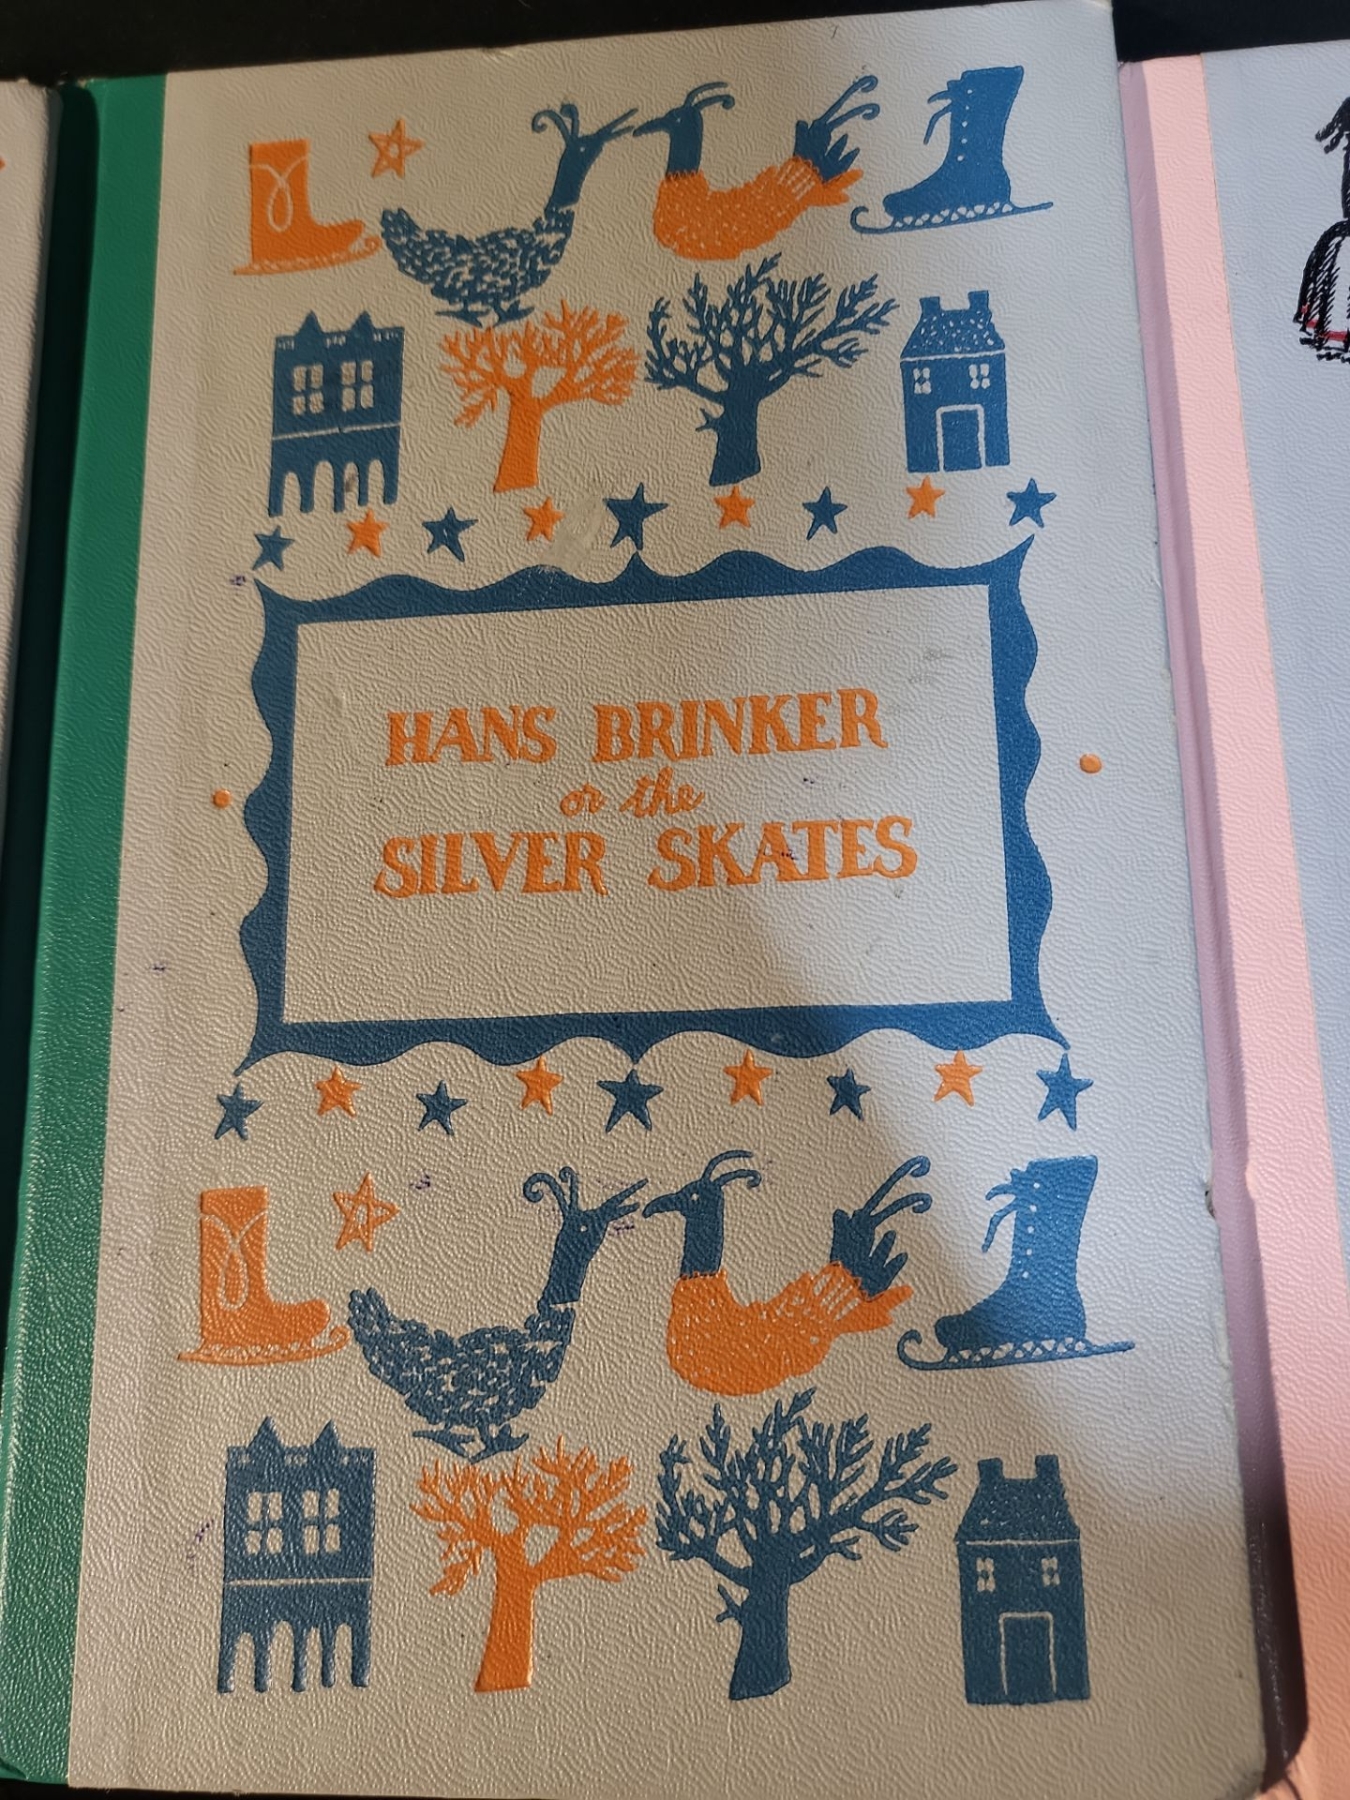 HANS BRINKER
or the
SILVER SKATES